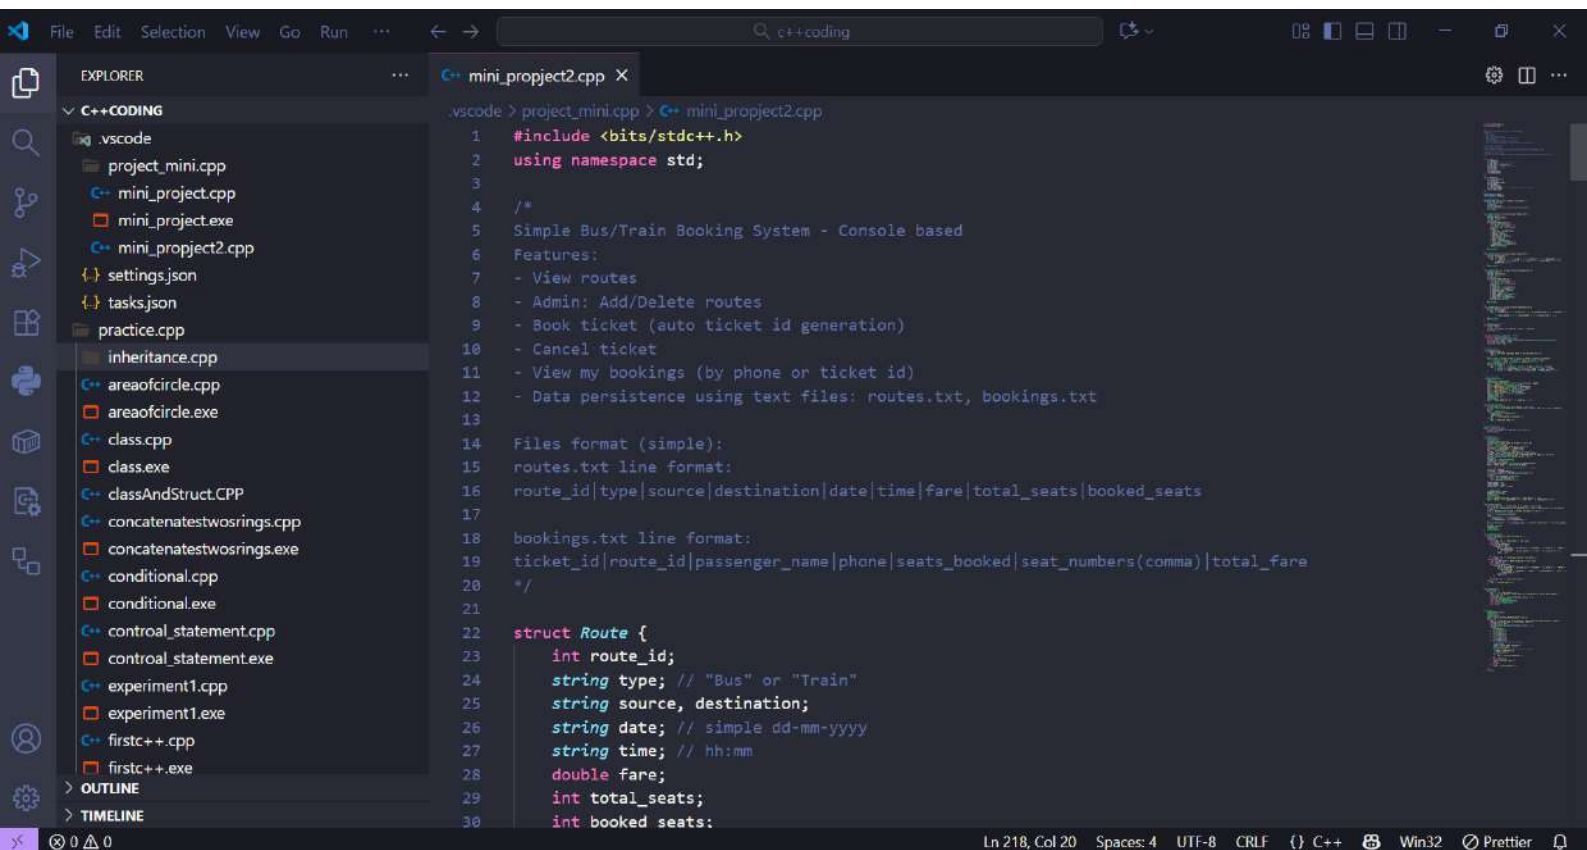 File Edit Selection View Go Run ··· ← → c++coding
EXPLORER ···
C++CODING
.vscode
project_mini.cpp
mini_project.cpp
mini_project.exe
mini_propject2.cpp
settings.json
tasks.json
practice.cpp
inheritance.cpp
areaofcircle.cpp
areaofcircle.exe
class.cpp
class.exe
classAndStruct.CPP
concatenatestwosrings.cpp
concatenatestwosrings.exe
conditional.cpp
conditional.exe
controal_statement.cpp
controal_statement.exe
experiment1.cpp
experiment1.exe
firstc++.cpp
firstc++.exe
OUTLINE
TIMELINE
mini_propject2.cpp
.vscode > project_mini.cpp > mini_propject2.cpp
1 #include <bits/stdc++.h>
2 using namespace std;
3
4 /*
5 Simple Bus/Train Booking System - Console based
6 Features:
7 - View routes
8 - Admin: Add/Delete routes
9 - Book ticket (auto ticket id generation)
10 - Cancel ticket
11 - View my bookings (by phone or ticket id)
12 - Data persistence using text files: routes.txt, bookings.txt
13
14 Files format (simple):
15 routes.txt line format:
16 route_id|type|source|destination|date|time|fare|total_seats|booked_seats
17
18 bookings.txt line format:
19 ticket_id|route_id|passenger_name|phone|seats_booked|seat_numbers(comma)|total_fare
20 */
21
22 struct Route {
23 int route_id;
24 string type; // "Bus" or "Train"
25 string source, destination;
26 string date; // simple dd-mm-yyyy
27 string time; // hh:mm
28 double fare;
29 int total_seats;
30 int booked_seats;
0 0 Ln 218, Col 20 Spaces: 4 UTF-8 CRLF {} C++ Win32 Prettier